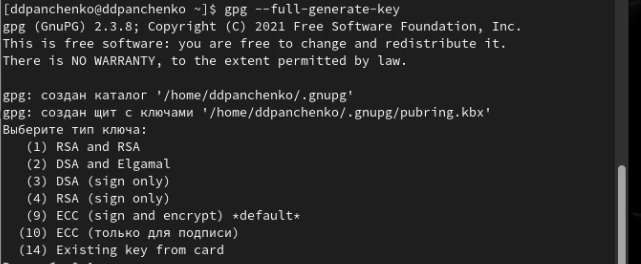 [ddpanchenko@ddpanchenko ~]$ gpg --full-generate-key
gpg (GnuPG) 2.3.8; Copyright (C) 2021 Free Software Foundation, Inc.
This is free software: you are free to change and redistribute it.
There is NO WARRANTY, to the extent permitted by law.

gpg: создан каталог '/home/ddpanchenko/.gnupg'
gpg: создан щит с ключами '/home/ddpanchenko/.gnupg/pubring.kbx'
Выберите тип ключа:
   (1) RSA and RSA
   (2) DSA and Elgamal
   (3) DSA (sign only)
   (4) RSA (sign only)
   (9) ECC (sign and encrypt) *default*
  (10) ECC (только для подписи)
  (14) Existing key from card